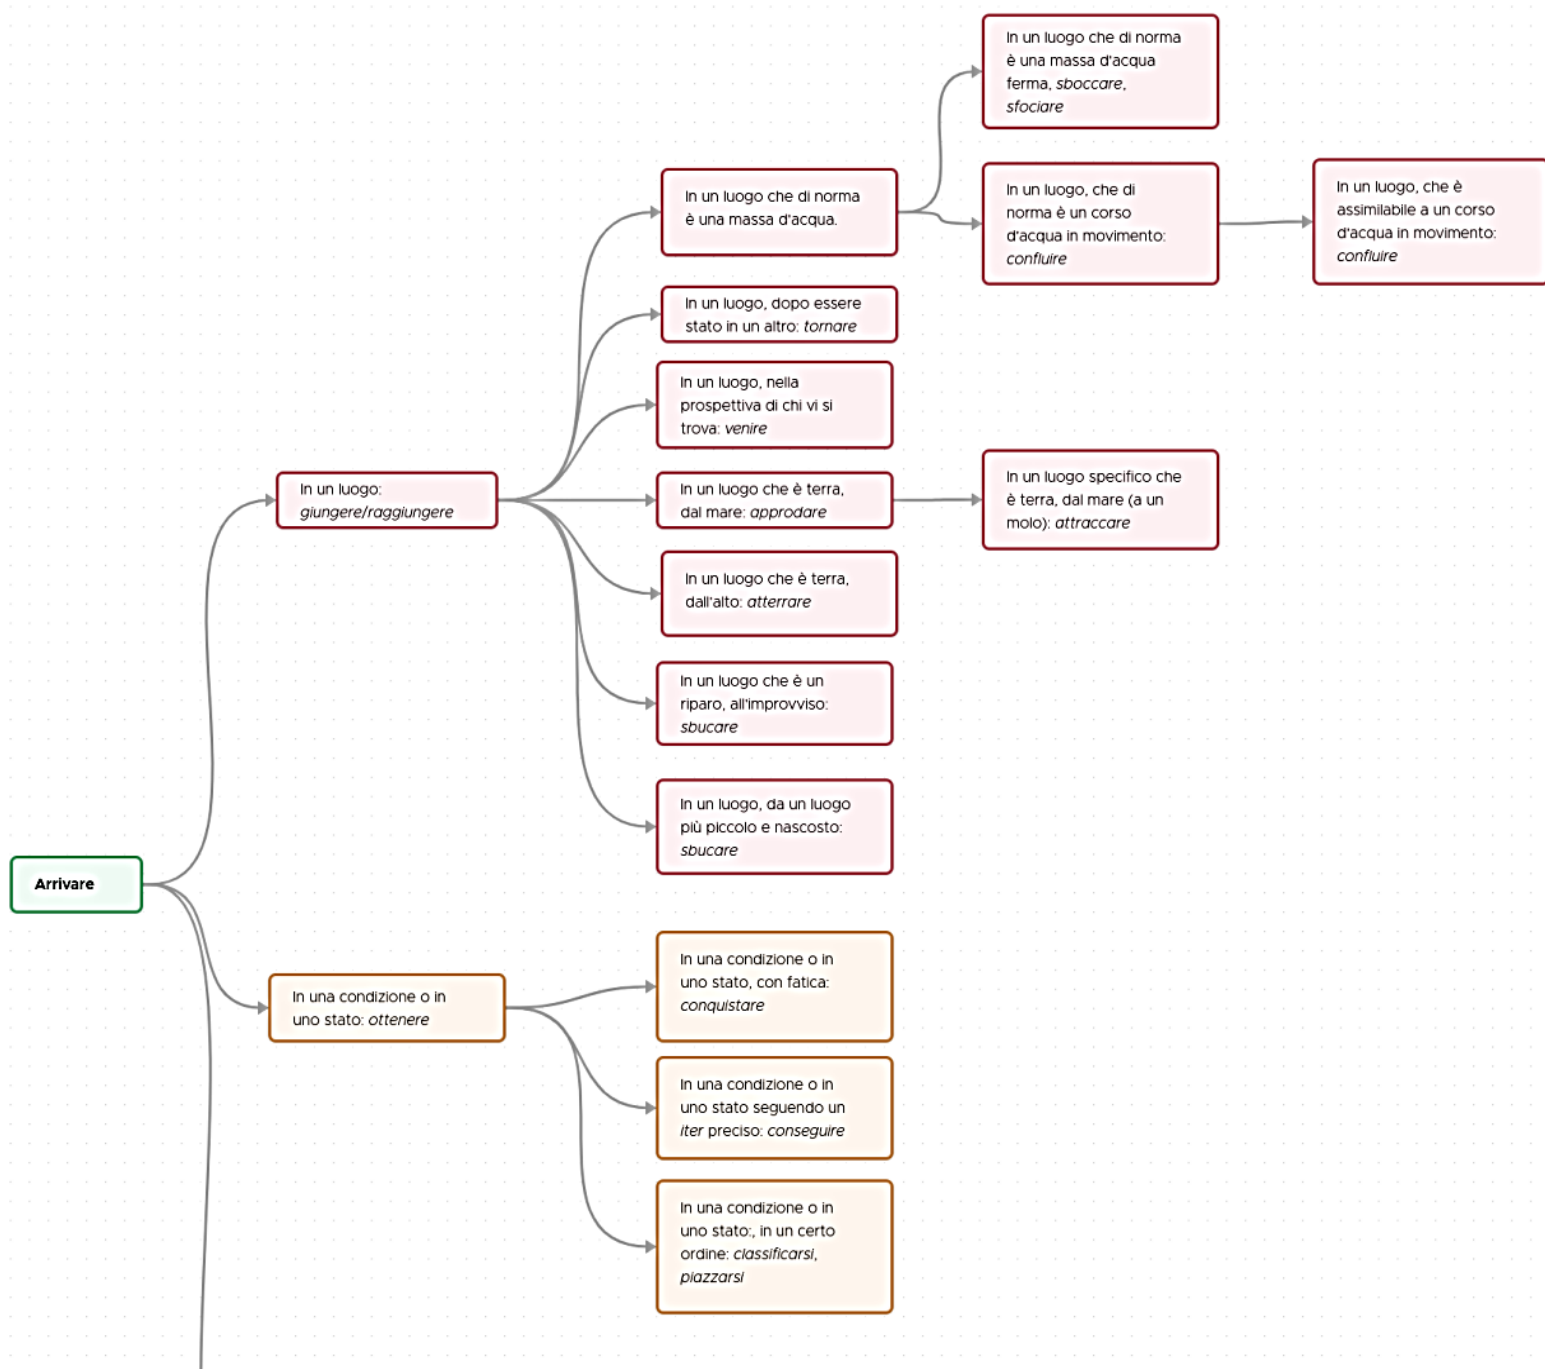 In un luogo che di norma
è una massa d'acqua
ferma, sboccare,
sfociare
In un luogo che di norma
è una massa d'acqua.
In un luogo, che di
norma è un corso
d'acqua in movimento:
confluire
In un luogo, che è
assimilabile a un corso
d'acqua in movimento:
confluire
In un luogo, dopo essere
stato in un altro: tornare
In un luogo, nella
prospettiva di chi vi si
trova: venire
In un luogo:
giungere/raggiungere
In un luogo che è terra,
dal mare: approdare
In un luogo specifico che
è terra, dal mare (a un
molo): attraccare
In un luogo che è terra,
dall'alto: atterrare
In un luogo che è un
riparo, all'improvviso:
sbucare
In un luogo, da un luogo
più piccolo e nascosto:
sbucare
Arrivare
In una condizione o in
uno stato: ottenere
In una condizione o in
uno stato, con fatica:
conquistare
In una condizione o in
uno stato seguendo un
iter preciso: conseguire
In una condizione o in
uno stato:, in un certo
ordine: classificarsi,
piazzarsi